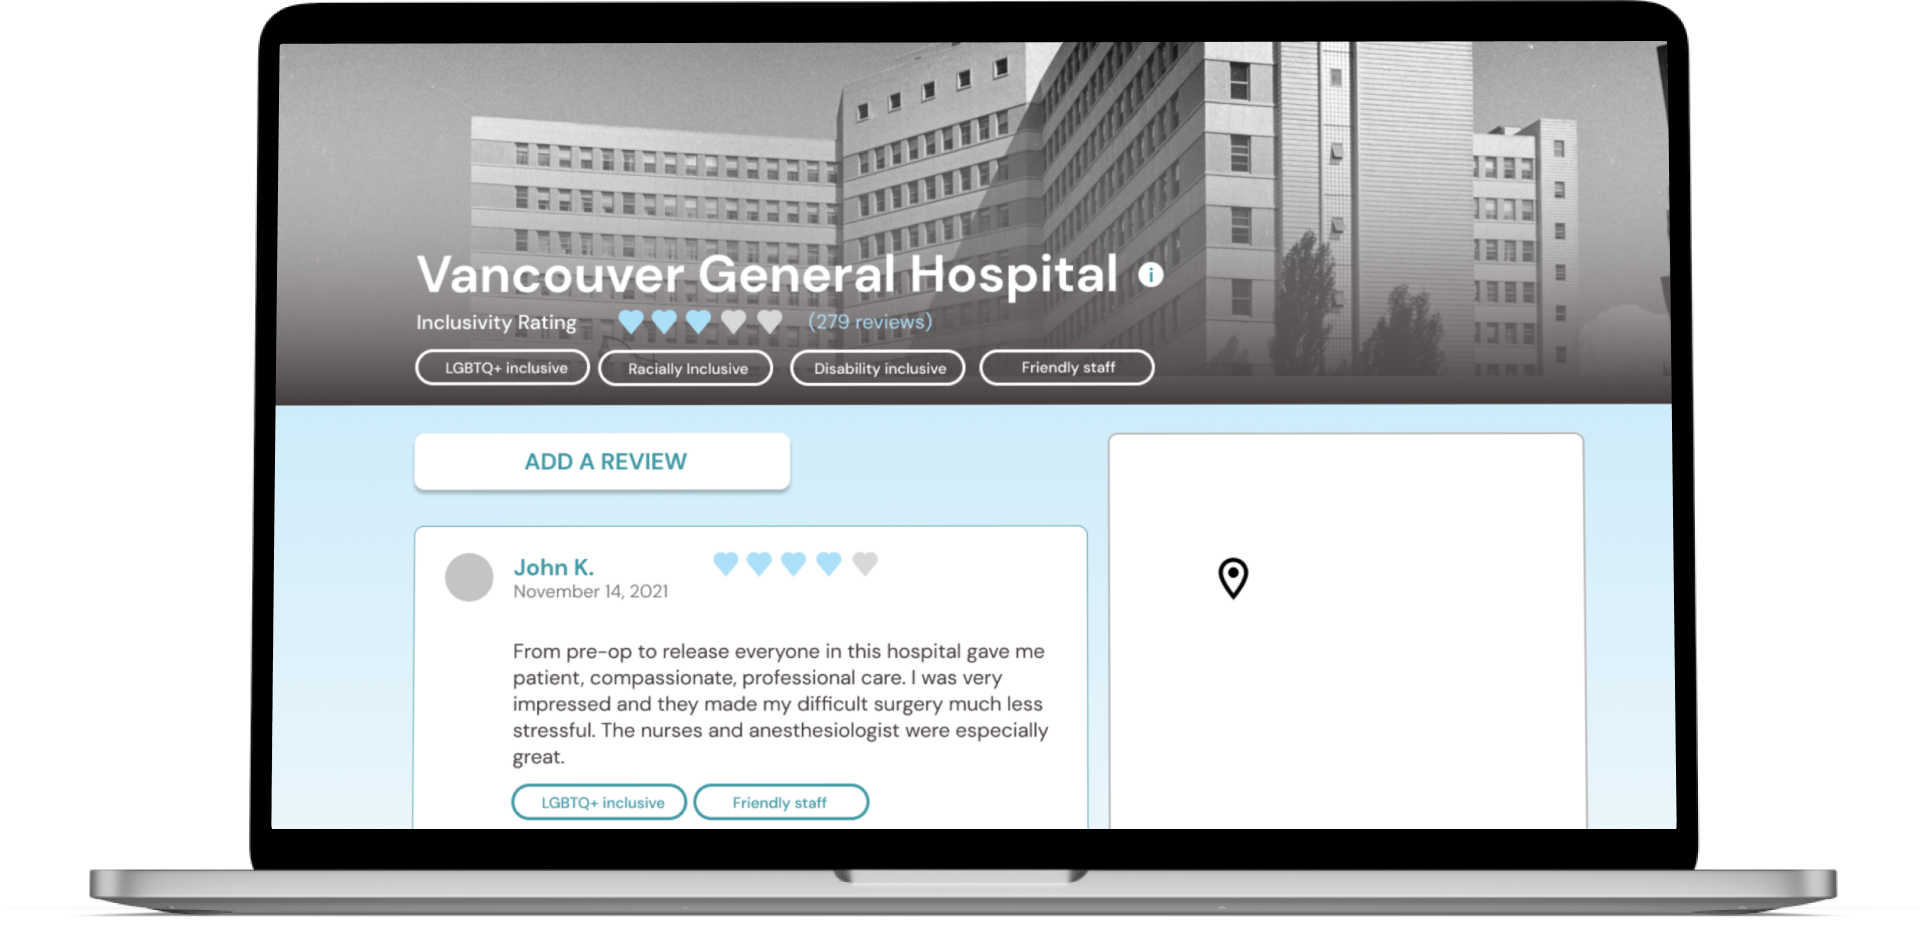 Vancouver General Hospital i
Inclusivity Rating (279 reviews)
LGBTQ+ inclusive Racially Inclusive Disability inclusive Friendly staff
ADD A REVIEW
John K.
November 14, 2021
From pre-op to release everyone in this hospital gave me
patient, compassionate, professional care. I was very
impressed and they made my difficult surgery much less
stressful. The nurses and anesthesiologist were especially
great.
LGBTQ+ inclusive Friendly staff